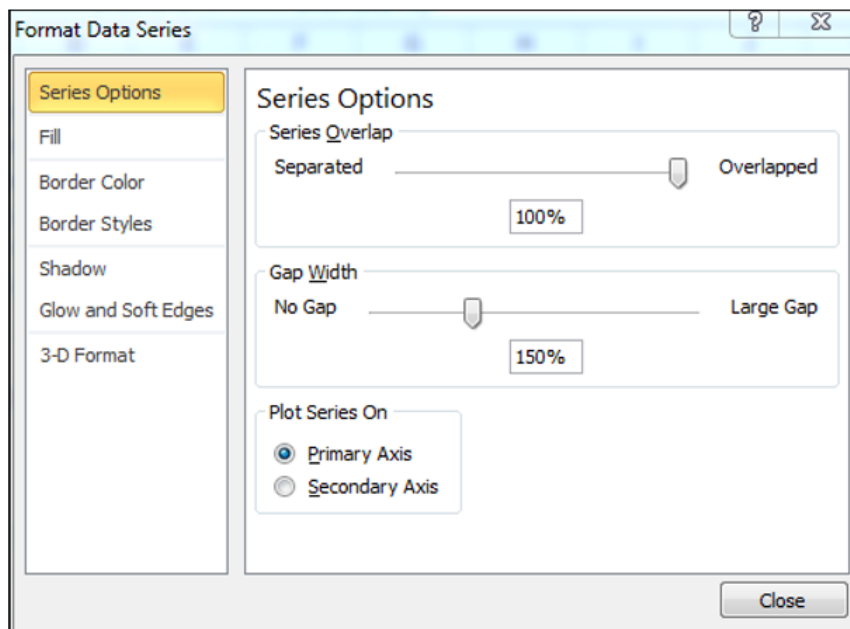 Format Data Series
Series Options
Fill
Border Color
Border Styles
Shadow
Glow and Soft Edges
3-D Format
Series Options
Series Overlap
Separated Overlapped
100%
Gap Width
No Gap Large Gap
150%
Plot Series On
Primary Axis
Secondary Axis
Close